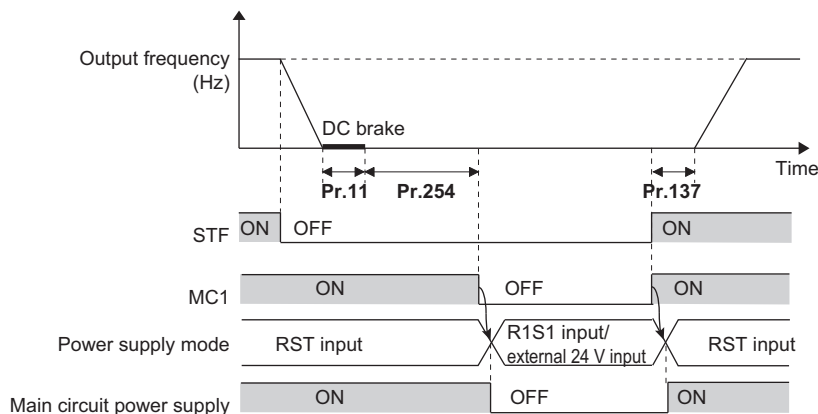 Output frequency
(Hz)
DC brake
Time
Pr.11 Pr.254 Pr.137
STF ON OFF ON
MC1 ON OFF ON
Power supply mode RST input R1S1 input/
external 24 V input RST input
Main circuit power supply ON OFF ON